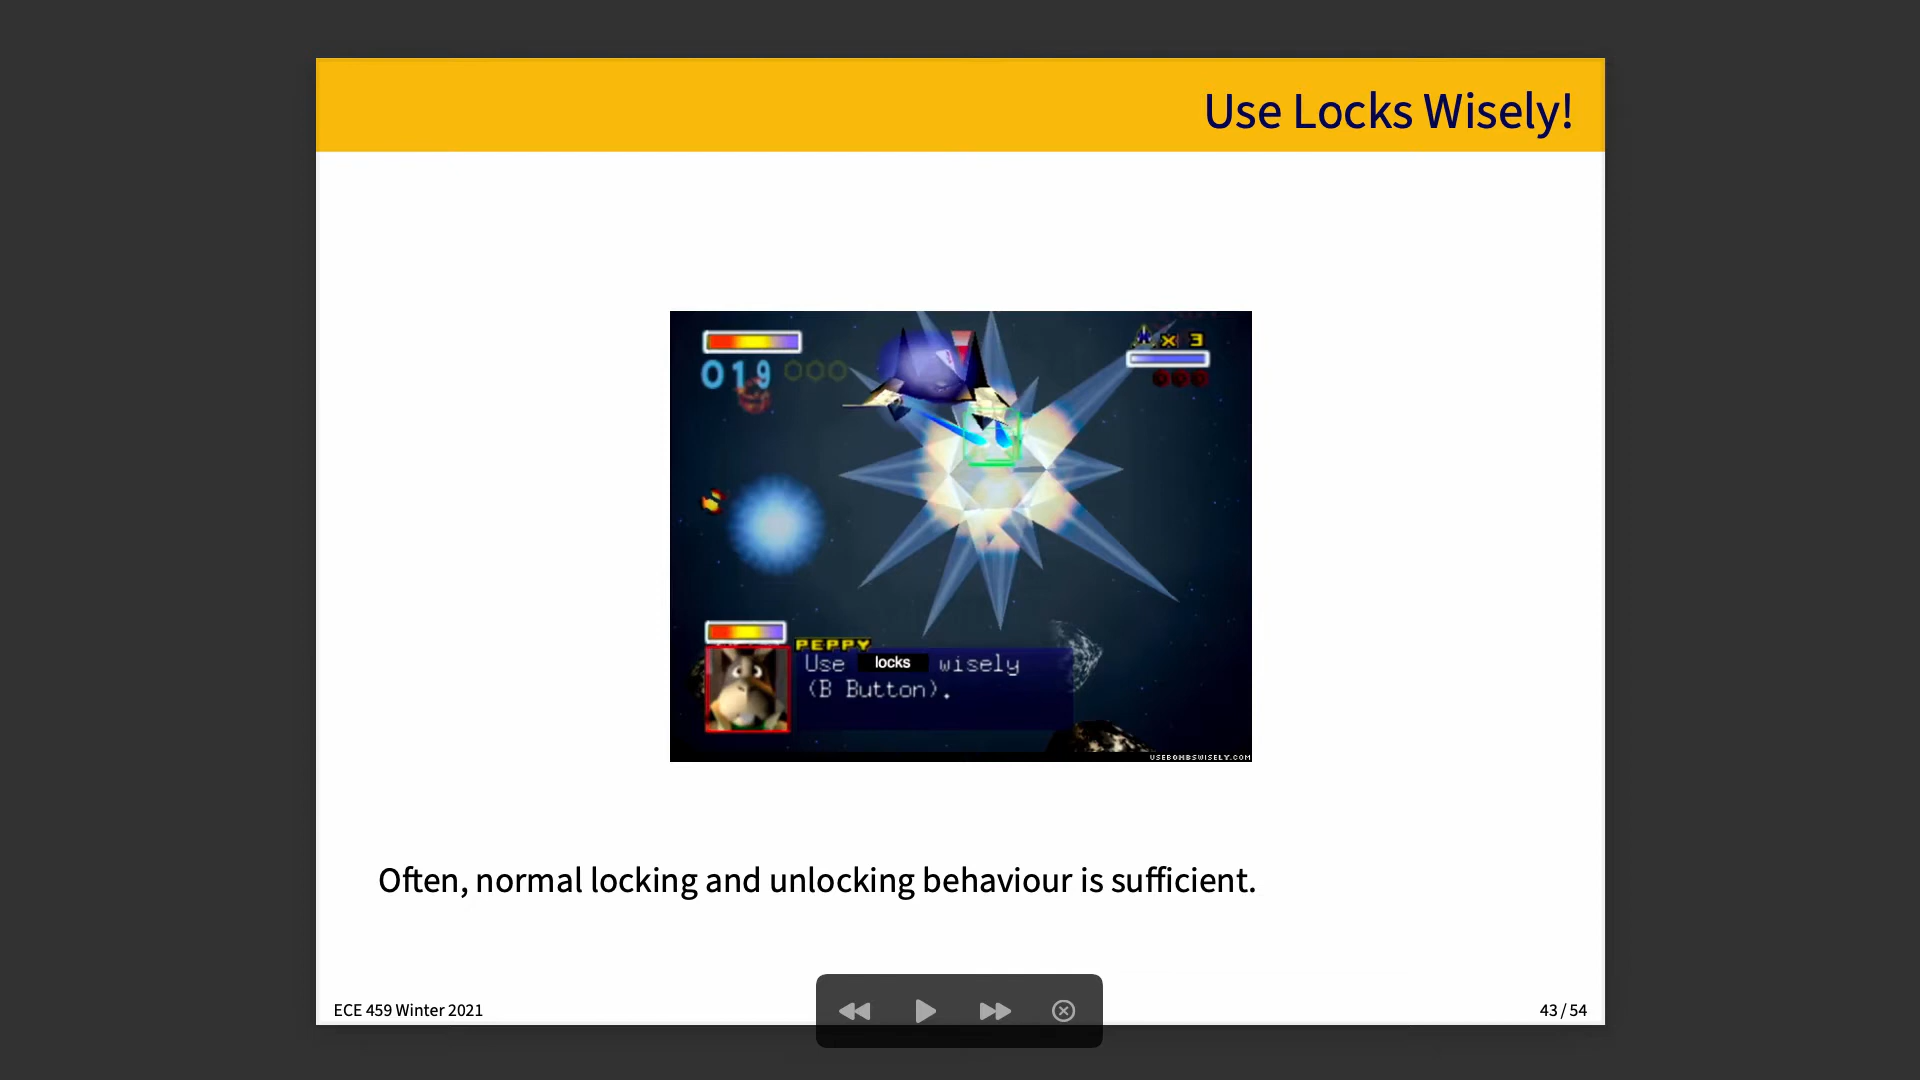 Use Locks Wisely!
019
x 3
PEPPY
Use locks wisely
(B Button).
USEBOMBSWISELY.COM
Often, normal locking and unlocking behaviour is sufficient.
ECE 459 Winter 2021
43 / 54